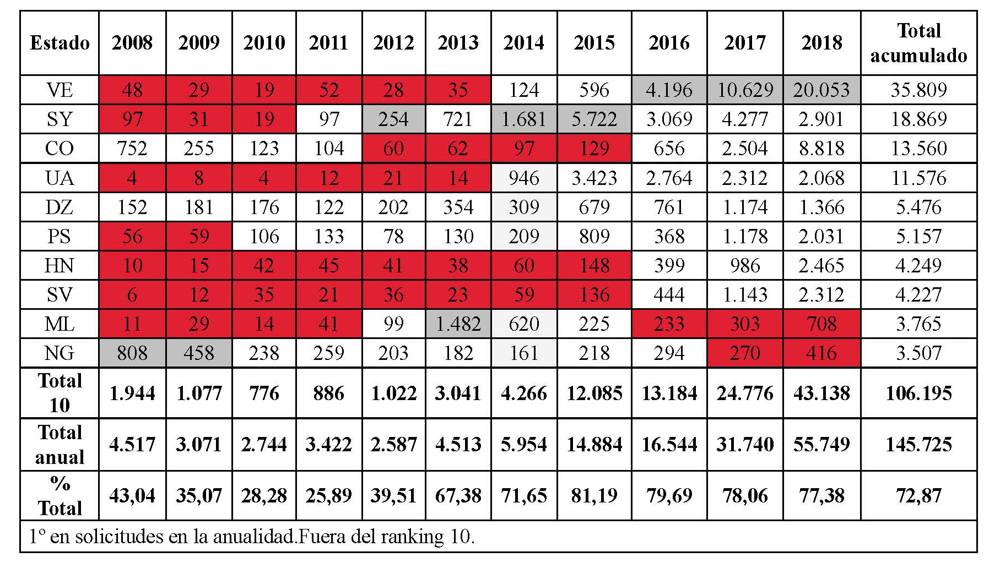 Estado 2008 2009 2010 2011 2012 2013 2014 2015 2016 2017 2018 Total acumulado
VE 48 29 19 52 28 35 124 596 4.196 10.629 20.053 35.809
SY 97 31 19 97 254 721 1.681 5.722 3.069 4.277 2.901 18.869
CO 752 255 123 104 60 62 97 129 656 2.504 8.818 13.560
UA 4 8 4 12 21 14 946 3.423 2.764 2.312 2.068 11.576
DZ 152 181 176 122 202 354 309 679 761 1.174 1.366 5.476
PS 56 59 106 133 78 130 209 809 368 1.178 2.031 5.157
HN 10 15 42 45 41 38 60 148 399 986 2.465 4.249
SV 6 12 35 21 36 23 59 136 444 1.143 2.312 4.227
ML 11 29 14 41 99 1.482 620 225 233 303 708 3.765
NG 808 458 238 259 203 182 161 218 294 270 416 3.507
Total 10 1.944 1.077 776 886 1.022 3.041 4.266 12.085 13.184 24.776 43.138 106.195
Total anual 4.517 3.071 2.744 3.422 2.587 4.513 5.954 14.884 16.544 31.740 55.749 145.725
% Total 43,04 35,07 28,28 25,89 39,51 67,38 71,65 81,19 79,69 78,06 77,38 72,87
1º en solicitudes en la anualidad.Fuera del ranking 10.